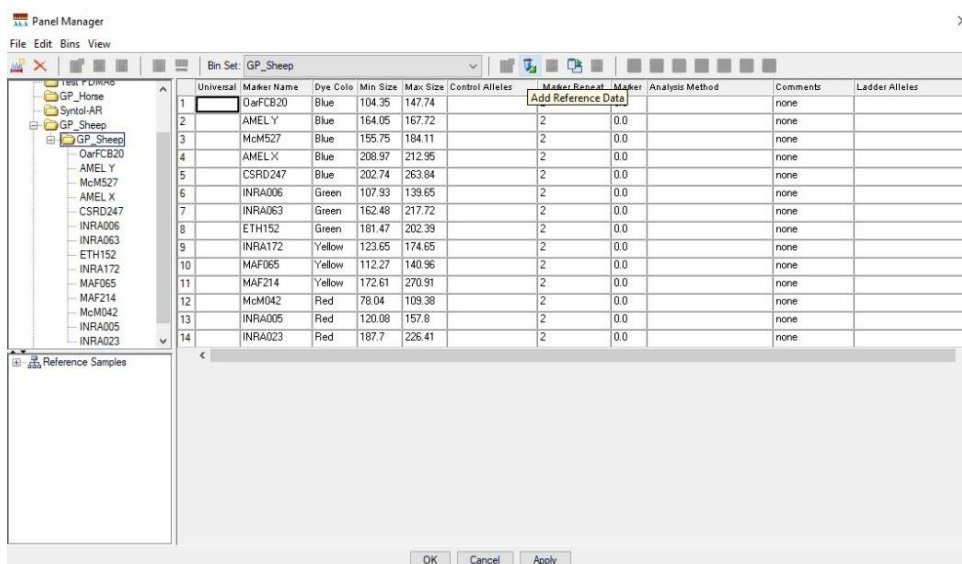 Panel Manager
File Edit Bins View
Bin Set: GP_Sheep
GP_Horse
Syntol-AR
GP_Sheep
GP_Sheep
OarFCB20
AMEL Y
McM527
AMEL X
CSRD247
INRA006
INRA063
ETH152
INRA172
MAF065
MAF214
McM042
INRA005
INRA023
Reference Samples
Universal Marker Name Dye Colo Min Size Max Size Control Alleles Marker Repeat Marker Analysis Method Comments Ladder Alleles
Add Reference Data
1 OarFCB20 Blue 104.35 147.74 none
2 AMEL Y Blue 164.05 167.72 2 0.0 none
3 McM527 Blue 155.75 184.11 2 0.0 none
4 AMEL X Blue 208.97 212.95 2 0.0 none
5 CSRD247 Blue 202.74 263.84 2 0.0 none
6 INRA006 Green 107.93 139.65 2 0.0 none
7 INRA063 Green 162.48 217.72 2 0.0 none
8 ETH152 Green 181.47 202.39 2 0.0 none
9 INRA172 Yellow 123.65 174.65 2 0.0 none
10 MAF065 Yellow 112.27 140.96 2 0.0 none
11 MAF214 Yellow 172.61 270.91 2 0.0 none
12 McM042 Red 78.04 109.38 2 0.0 none
13 INRA005 Red 120.08 157.8 2 0.0 none
14 INRA023 Red 187.7 226.41 2 0.0 none
OK Cancel Apply